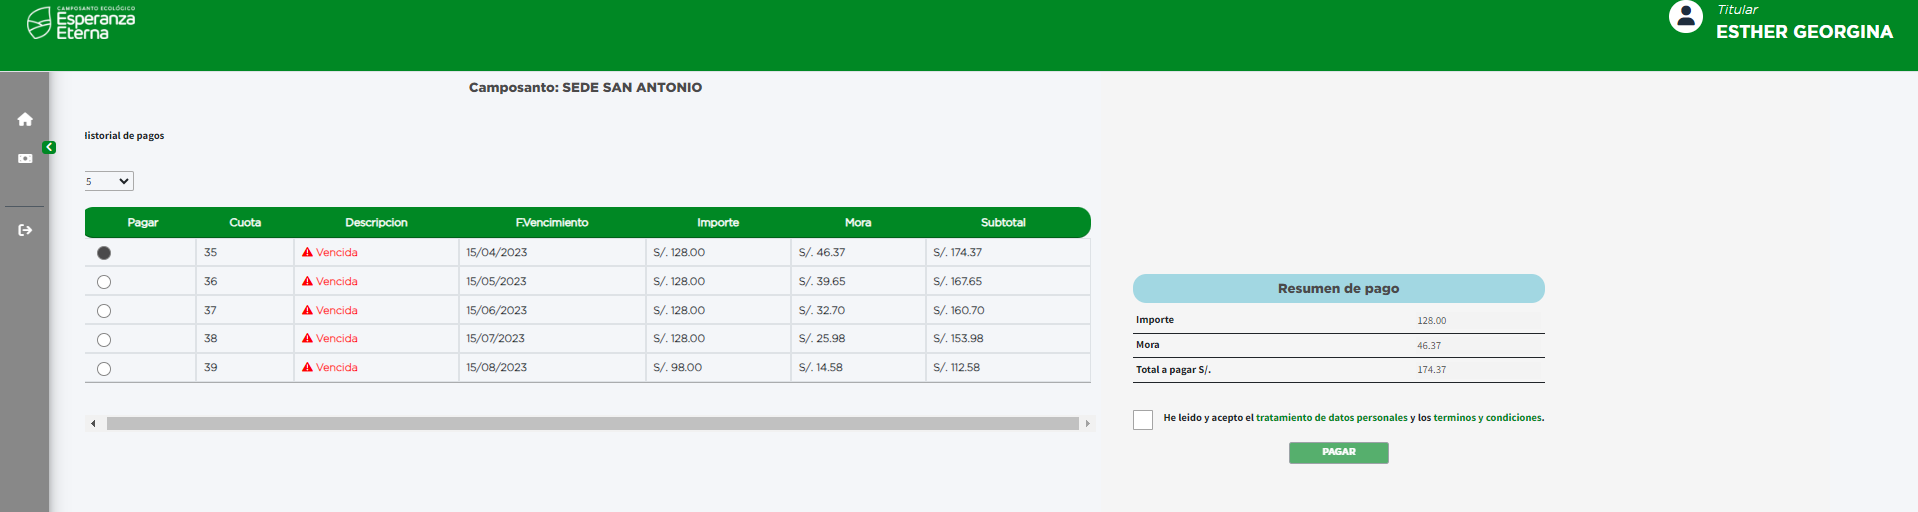 CAMPOSANTO ECOLÓGICO
Esperanza
Eterna
Titular
ESTHER GEORGINA
Camposanto: SEDE SAN ANTONIO
Historial de pagos
5
Pagar Cuota Descripcion F.Vencimiento Importe Mora Subtotal
35 Vencida 15/04/2023 S/. 128.00 S/. 46.37 S/. 174.37
36 Vencida 15/05/2023 S/. 128.00 S/. 39.65 S/. 167.65
37 Vencida 15/06/2023 S/. 128.00 S/. 32.70 S/. 160.70
38 Vencida 15/07/2023 S/. 128.00 S/. 25.98 S/. 153.98
39 Vencida 15/08/2023 S/. 98.00 S/. 14.58 S/. 112.58
Resumen de pago
Importe 128.00
Mora 46.37
Total a pagar S/. 174.37
He leido y acepto el tratamiento de datos personales y los terminos y condiciones.
PAGAR